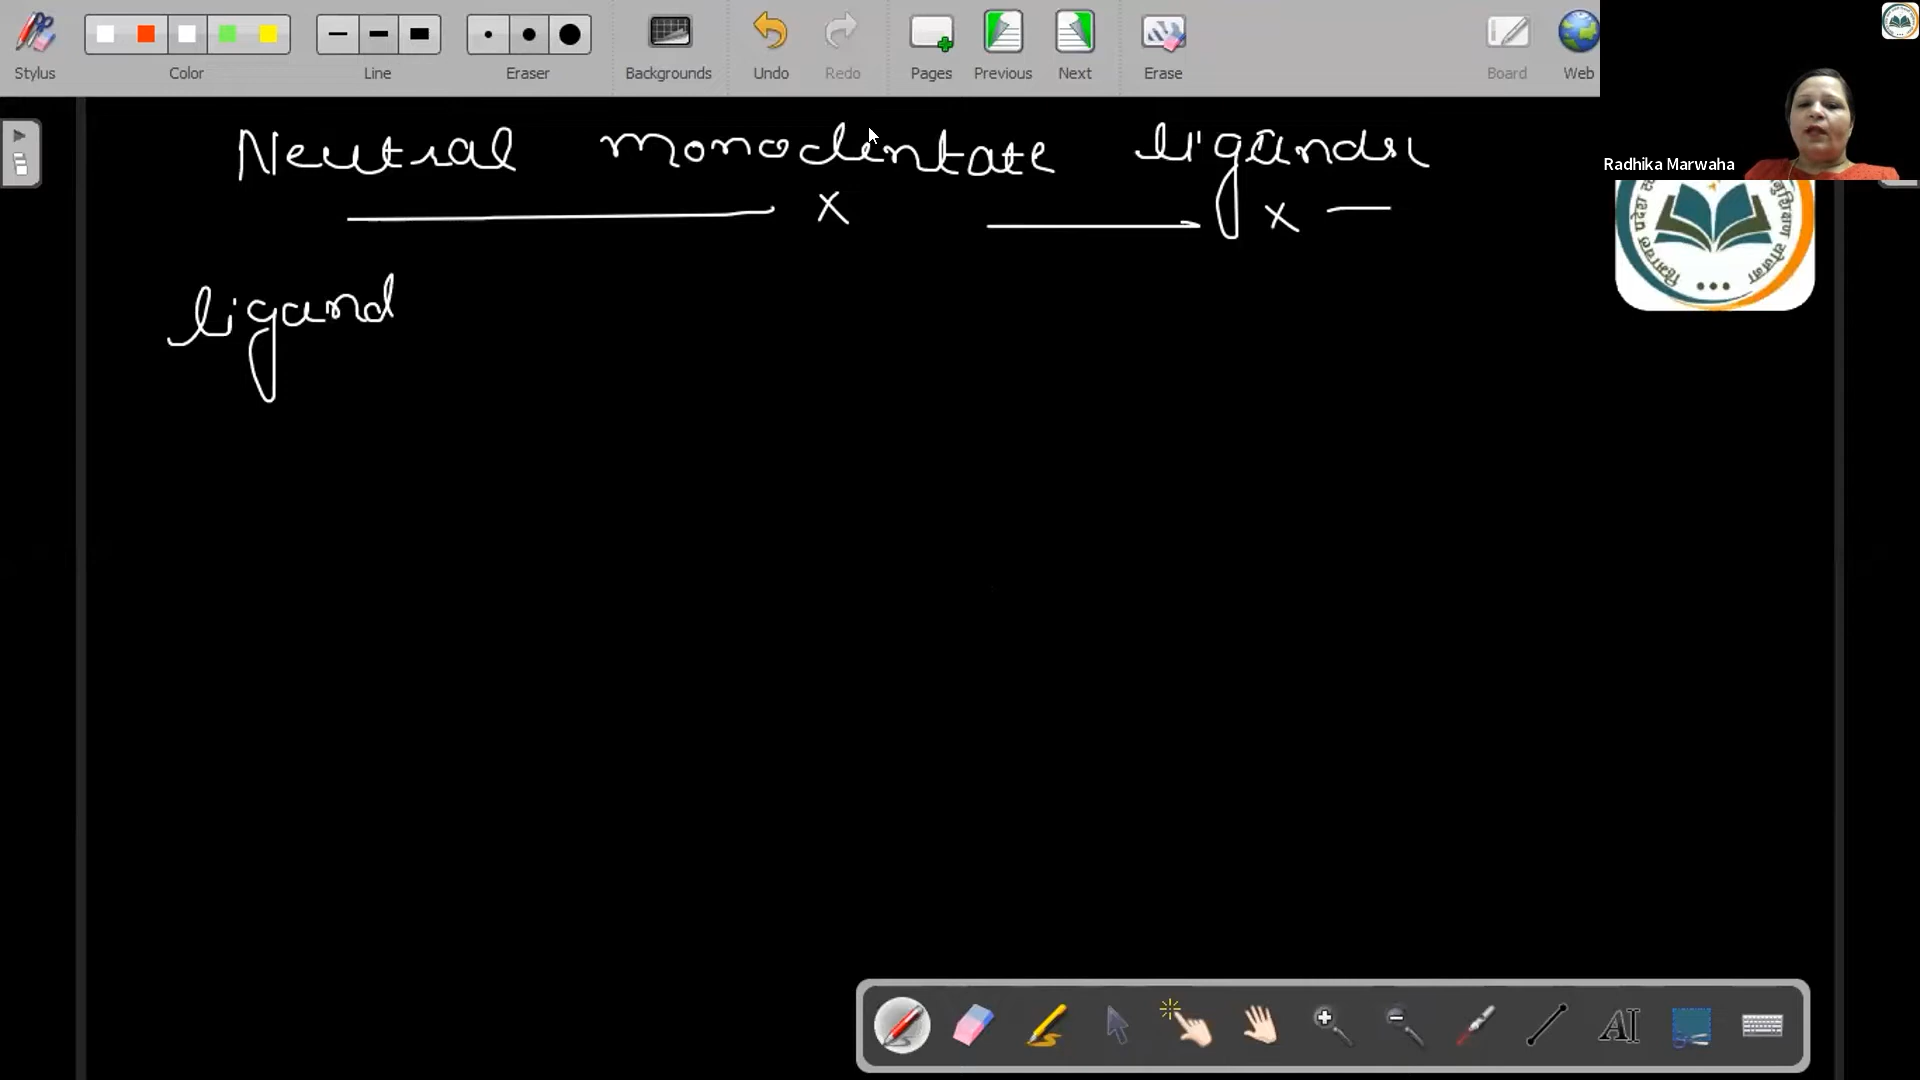 Stylus Color Line Eraser Backgrounds Undo Redo Pages Previous Next Erase Board Web
Radhika Marwaha
Neutral monodentate ligands
x x
ligand